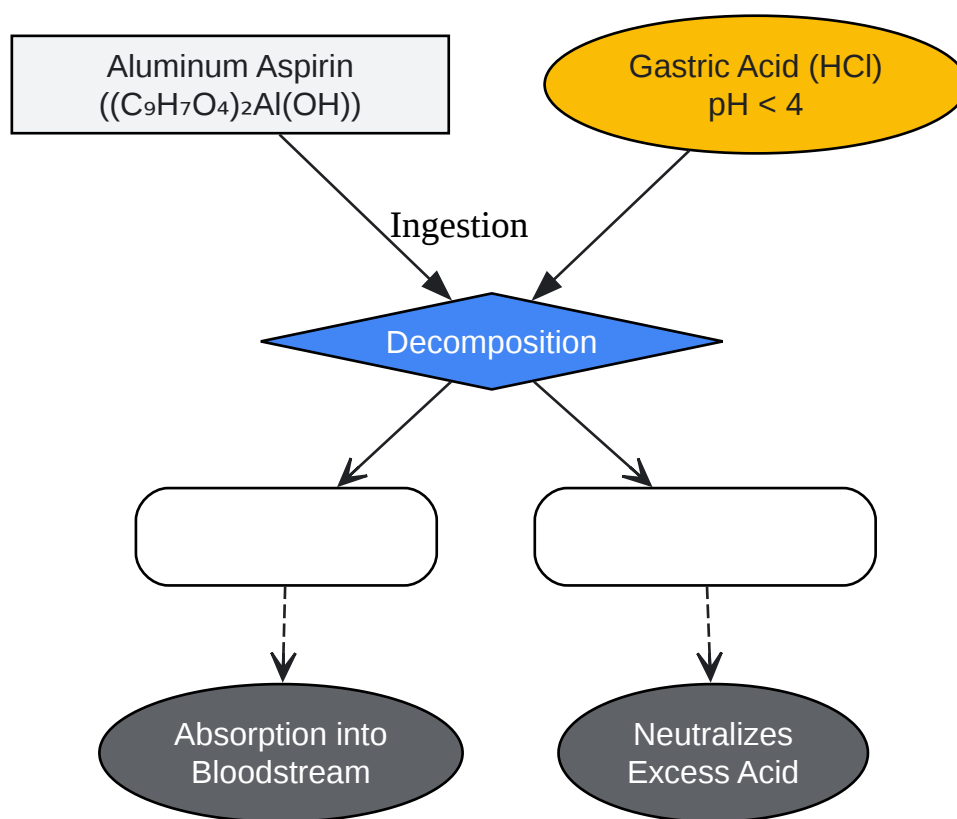 Aluminum Aspirin
((C₉H₇O₄)₂Al(OH))
Gastric Acid (HCl)
pH < 4
Ingestion
Decomposition
Absorption into
Bloodstream
Neutralizes
Excess Acid